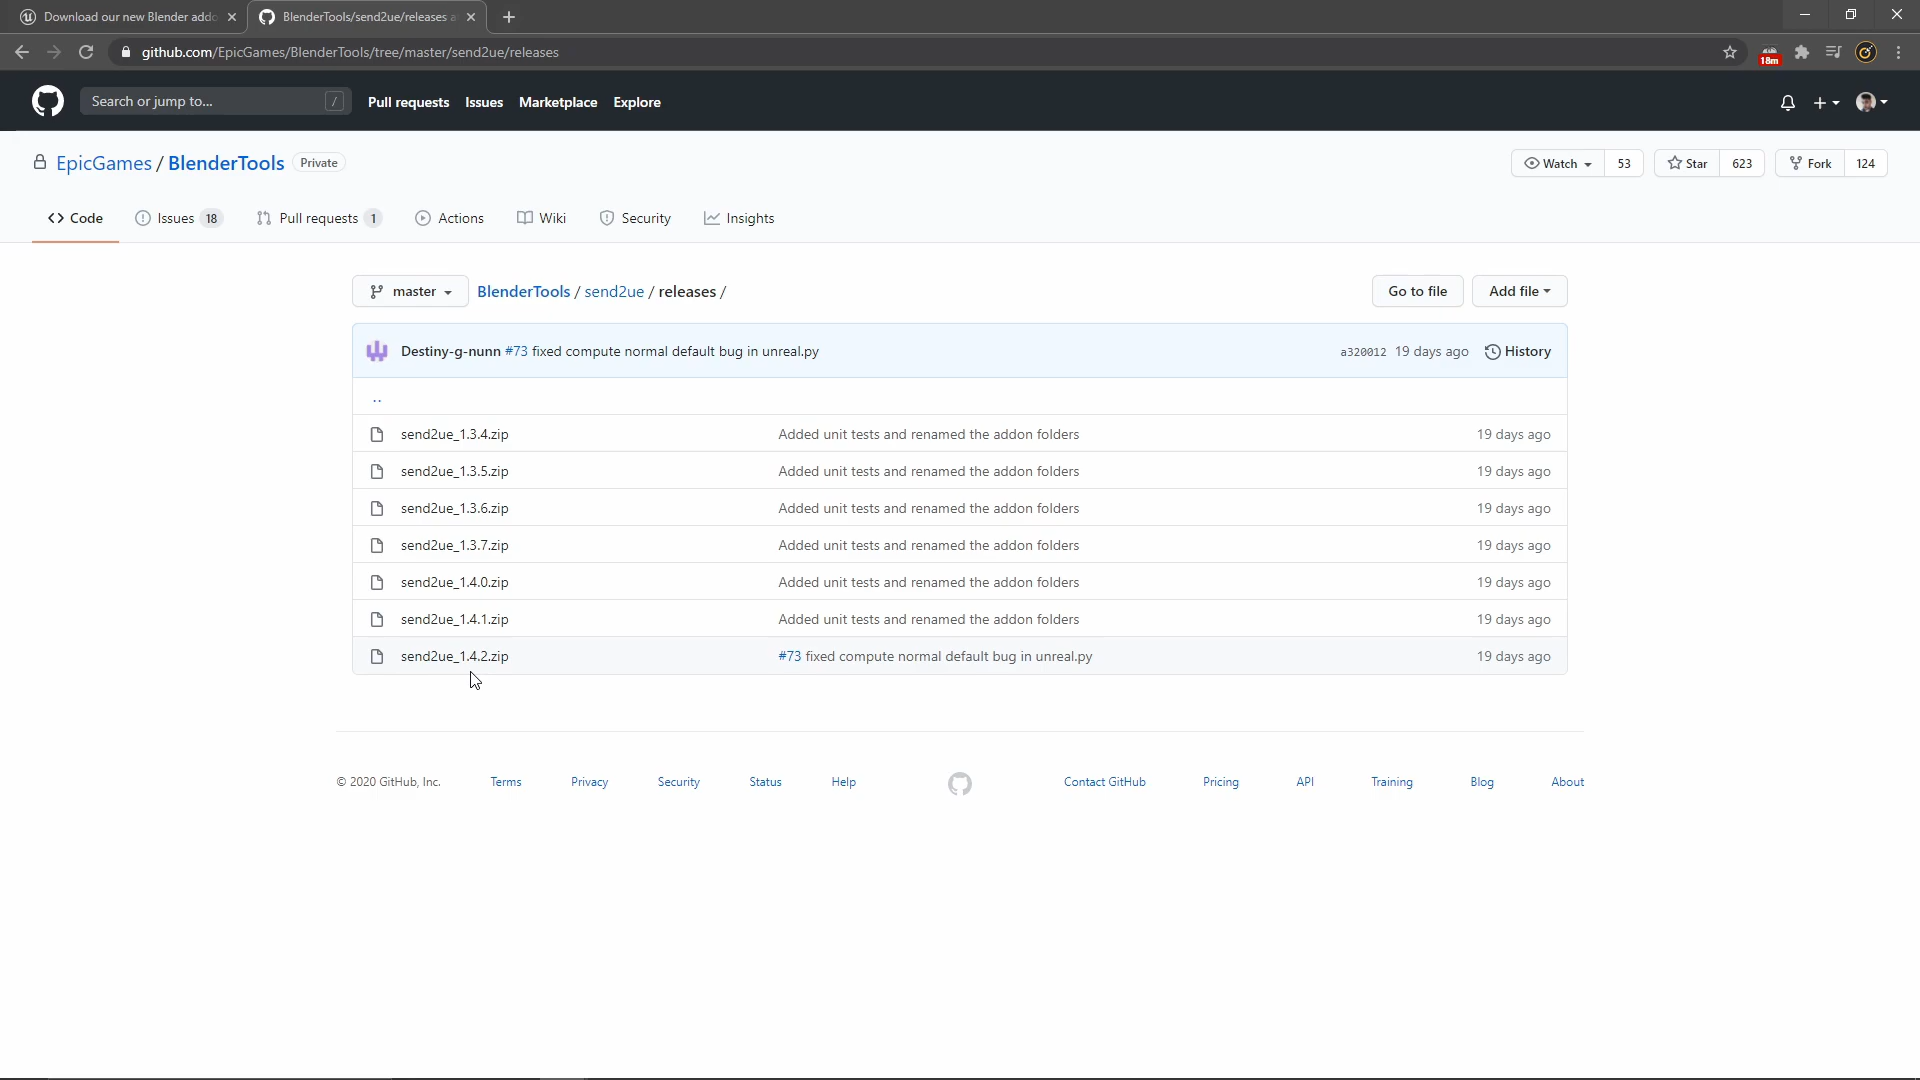 Download our new Blender addo
BlenderTools/send2ue/releases a
github.com/EpicGames/BlenderTools/tree/master/send2ue/releases
18m
Search or jump to...
/
Pull requests
Issues
Marketplace
Explore
EpicGames / BlenderTools
Private
Watch
53
Star
623
Fork
124
Code
Issues 18
Pull requests 1
Actions
Wiki
Security
Insights
master
BlenderTools / send2ue / releases /
Go to file
Add file
Destiny-g-nunn #73 fixed compute normal default bug in unreal.py
a320012 19 days ago
History
..
send2ue_1.3.4.zip Added unit tests and renamed the addon folders 19 days ago
send2ue_1.3.5.zip Added unit tests and renamed the addon folders 19 days ago
send2ue_1.3.6.zip Added unit tests and renamed the addon folders 19 days ago
send2ue_1.3.7.zip Added unit tests and renamed the addon folders 19 days ago
send2ue_1.4.0.zip Added unit tests and renamed the addon folders 19 days ago
send2ue_1.4.1.zip Added unit tests and renamed the addon folders 19 days ago
send2ue_1.4.2.zip #73 fixed compute normal default bug in unreal.py 19 days ago
© 2020 GitHub, Inc.
Terms
Privacy
Security
Status
Help
Contact GitHub
Pricing
API
Training
Blog
About